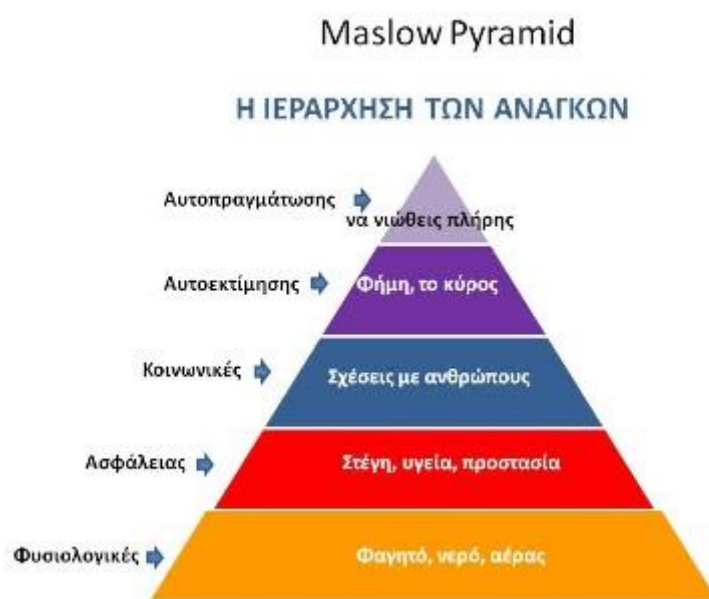 Maslow Pyramid
Η ΙΕΡΑΡΧΗΣΗ ΤΩΝ ΑΝΑΓΚΩΝ
Αυτοπραγμάτωσης
να νιώθεις πλήρης
Αυτοεκτίμησης
Φήμη, το κύρος
Κοινωνικές
Σχέσεις με ανθρώπους
Ασφάλειας
Στέγη, υγεία, προστασία
Φυσιολογικές
Φαγητό, νερό, αέρας